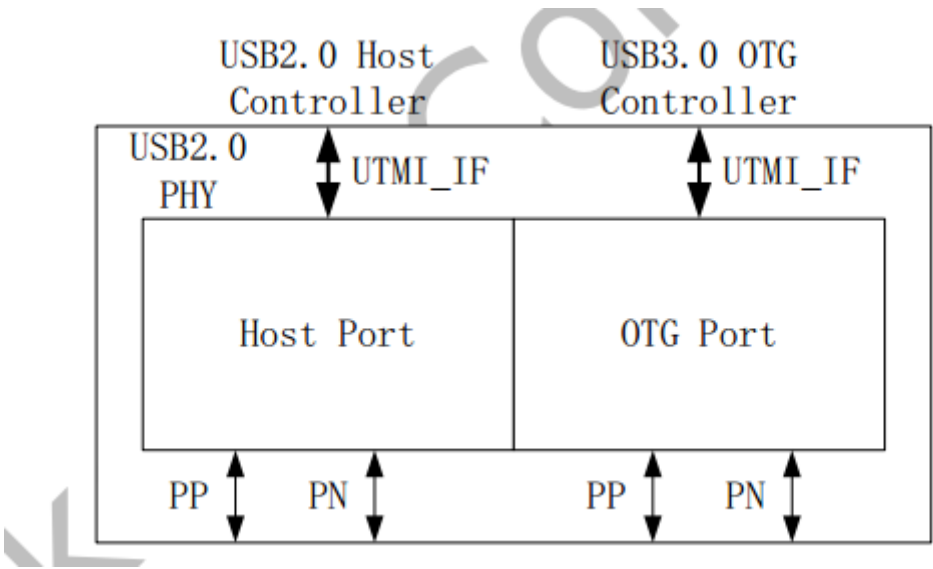 USB2.0 Host
Controller
USB3.0 OTG
Controller
USB2.0
PHY
UTMI_IF
UTMI_IF
Host Port
OTG Port
PP
PN
PP
PN